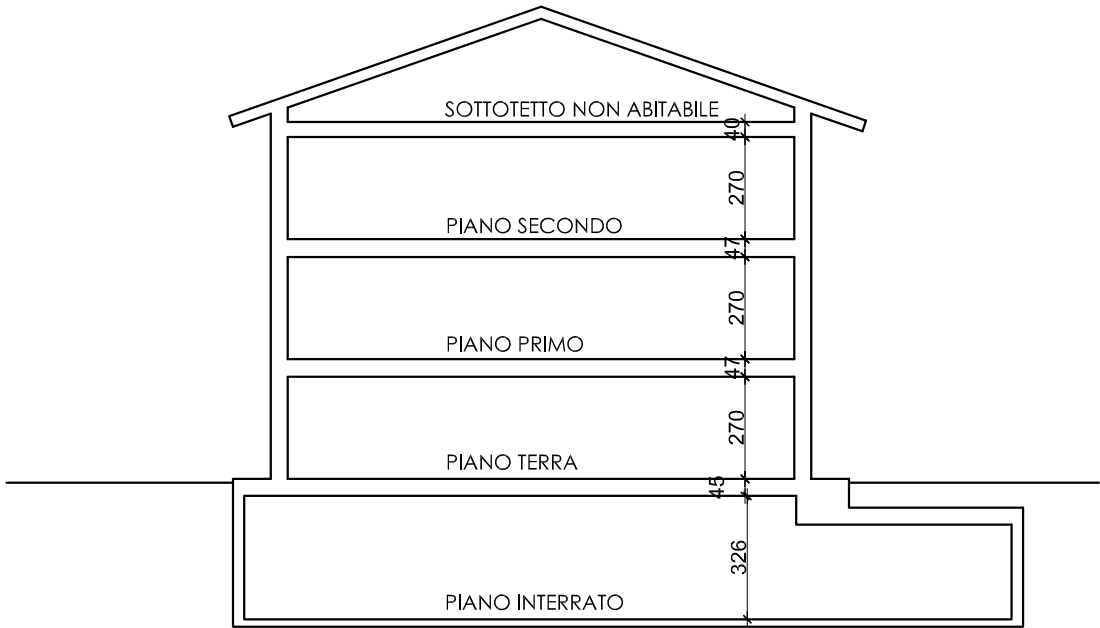 SOTTOTETTO NON ABITABILE
40
270
PIANO SECONDO
47
270
PIANO PRIMO
47
270
PIANO TERRA
45
326
PIANO INTERRATO